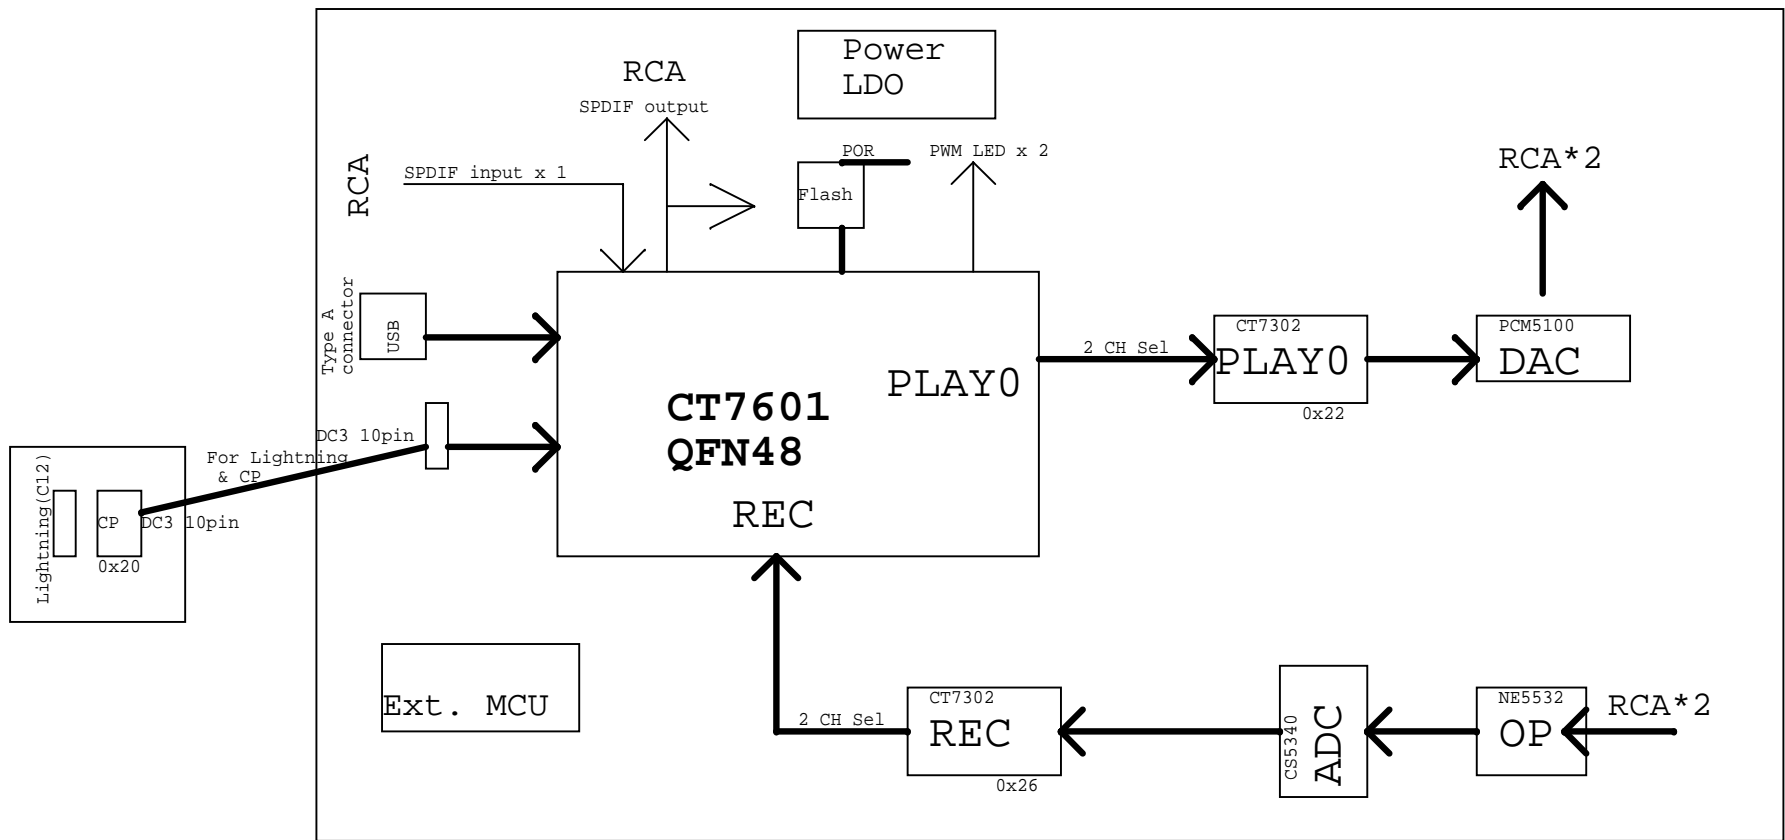 Power
LDO
RCA
SPDIF output
POR
PWM LED x 2
RCA*2
RCA
SPDIF input x 1
Flash
Type A
connector
USB
CT7302
PCM5100
2 CH Sel
PLAY0
DAC
PLAY0
0x22
CT7601
QFN48
DC3 10pin
For Lightning
& CP
Lightning(C12)
CP
DC3 10pin
0x20
REC
Ext. MCU
CT7302
NE5532
RCA*2
2 CH Sel
REC
CS5340
ADC
OP
0x26